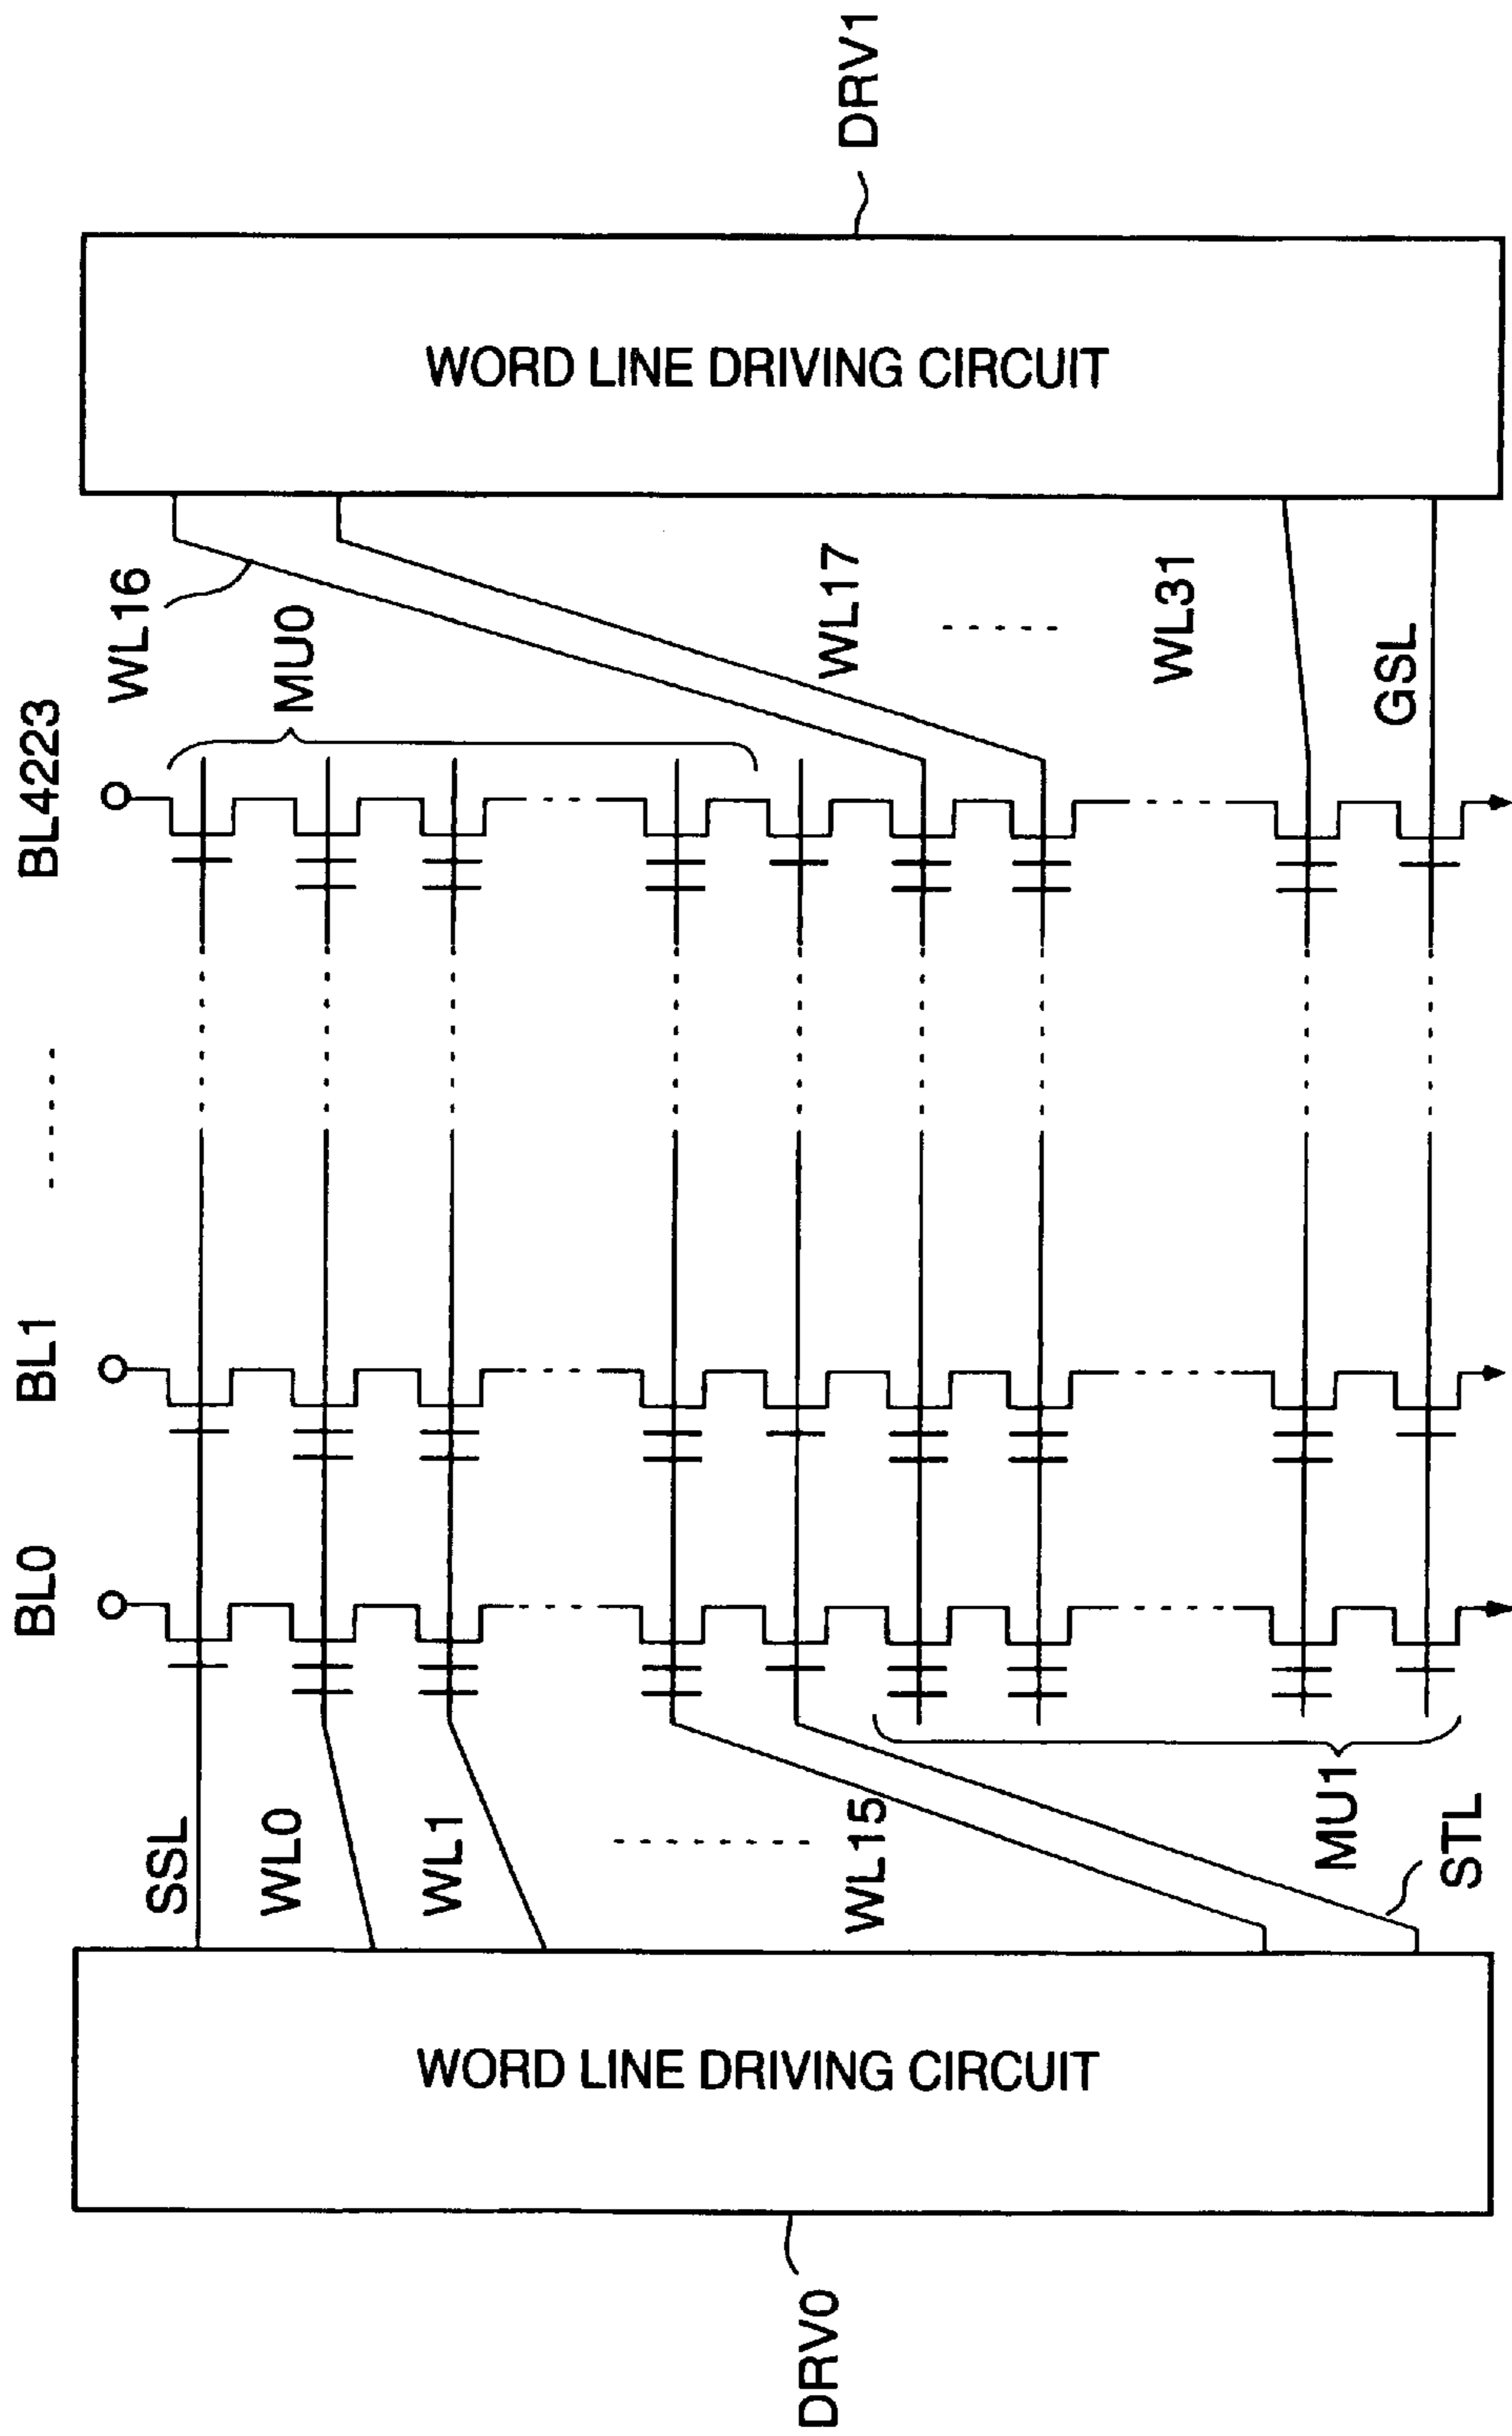 BL0
BL1
BL4223
SSL
WL0
WL1
WL15
MU1
STL
WL16
MU0
WL17
WL31
GSL
WORD LINE DRIVING CIRCUIT
WORD LINE DRIVING CIRCUIT
DRV0
DRV1